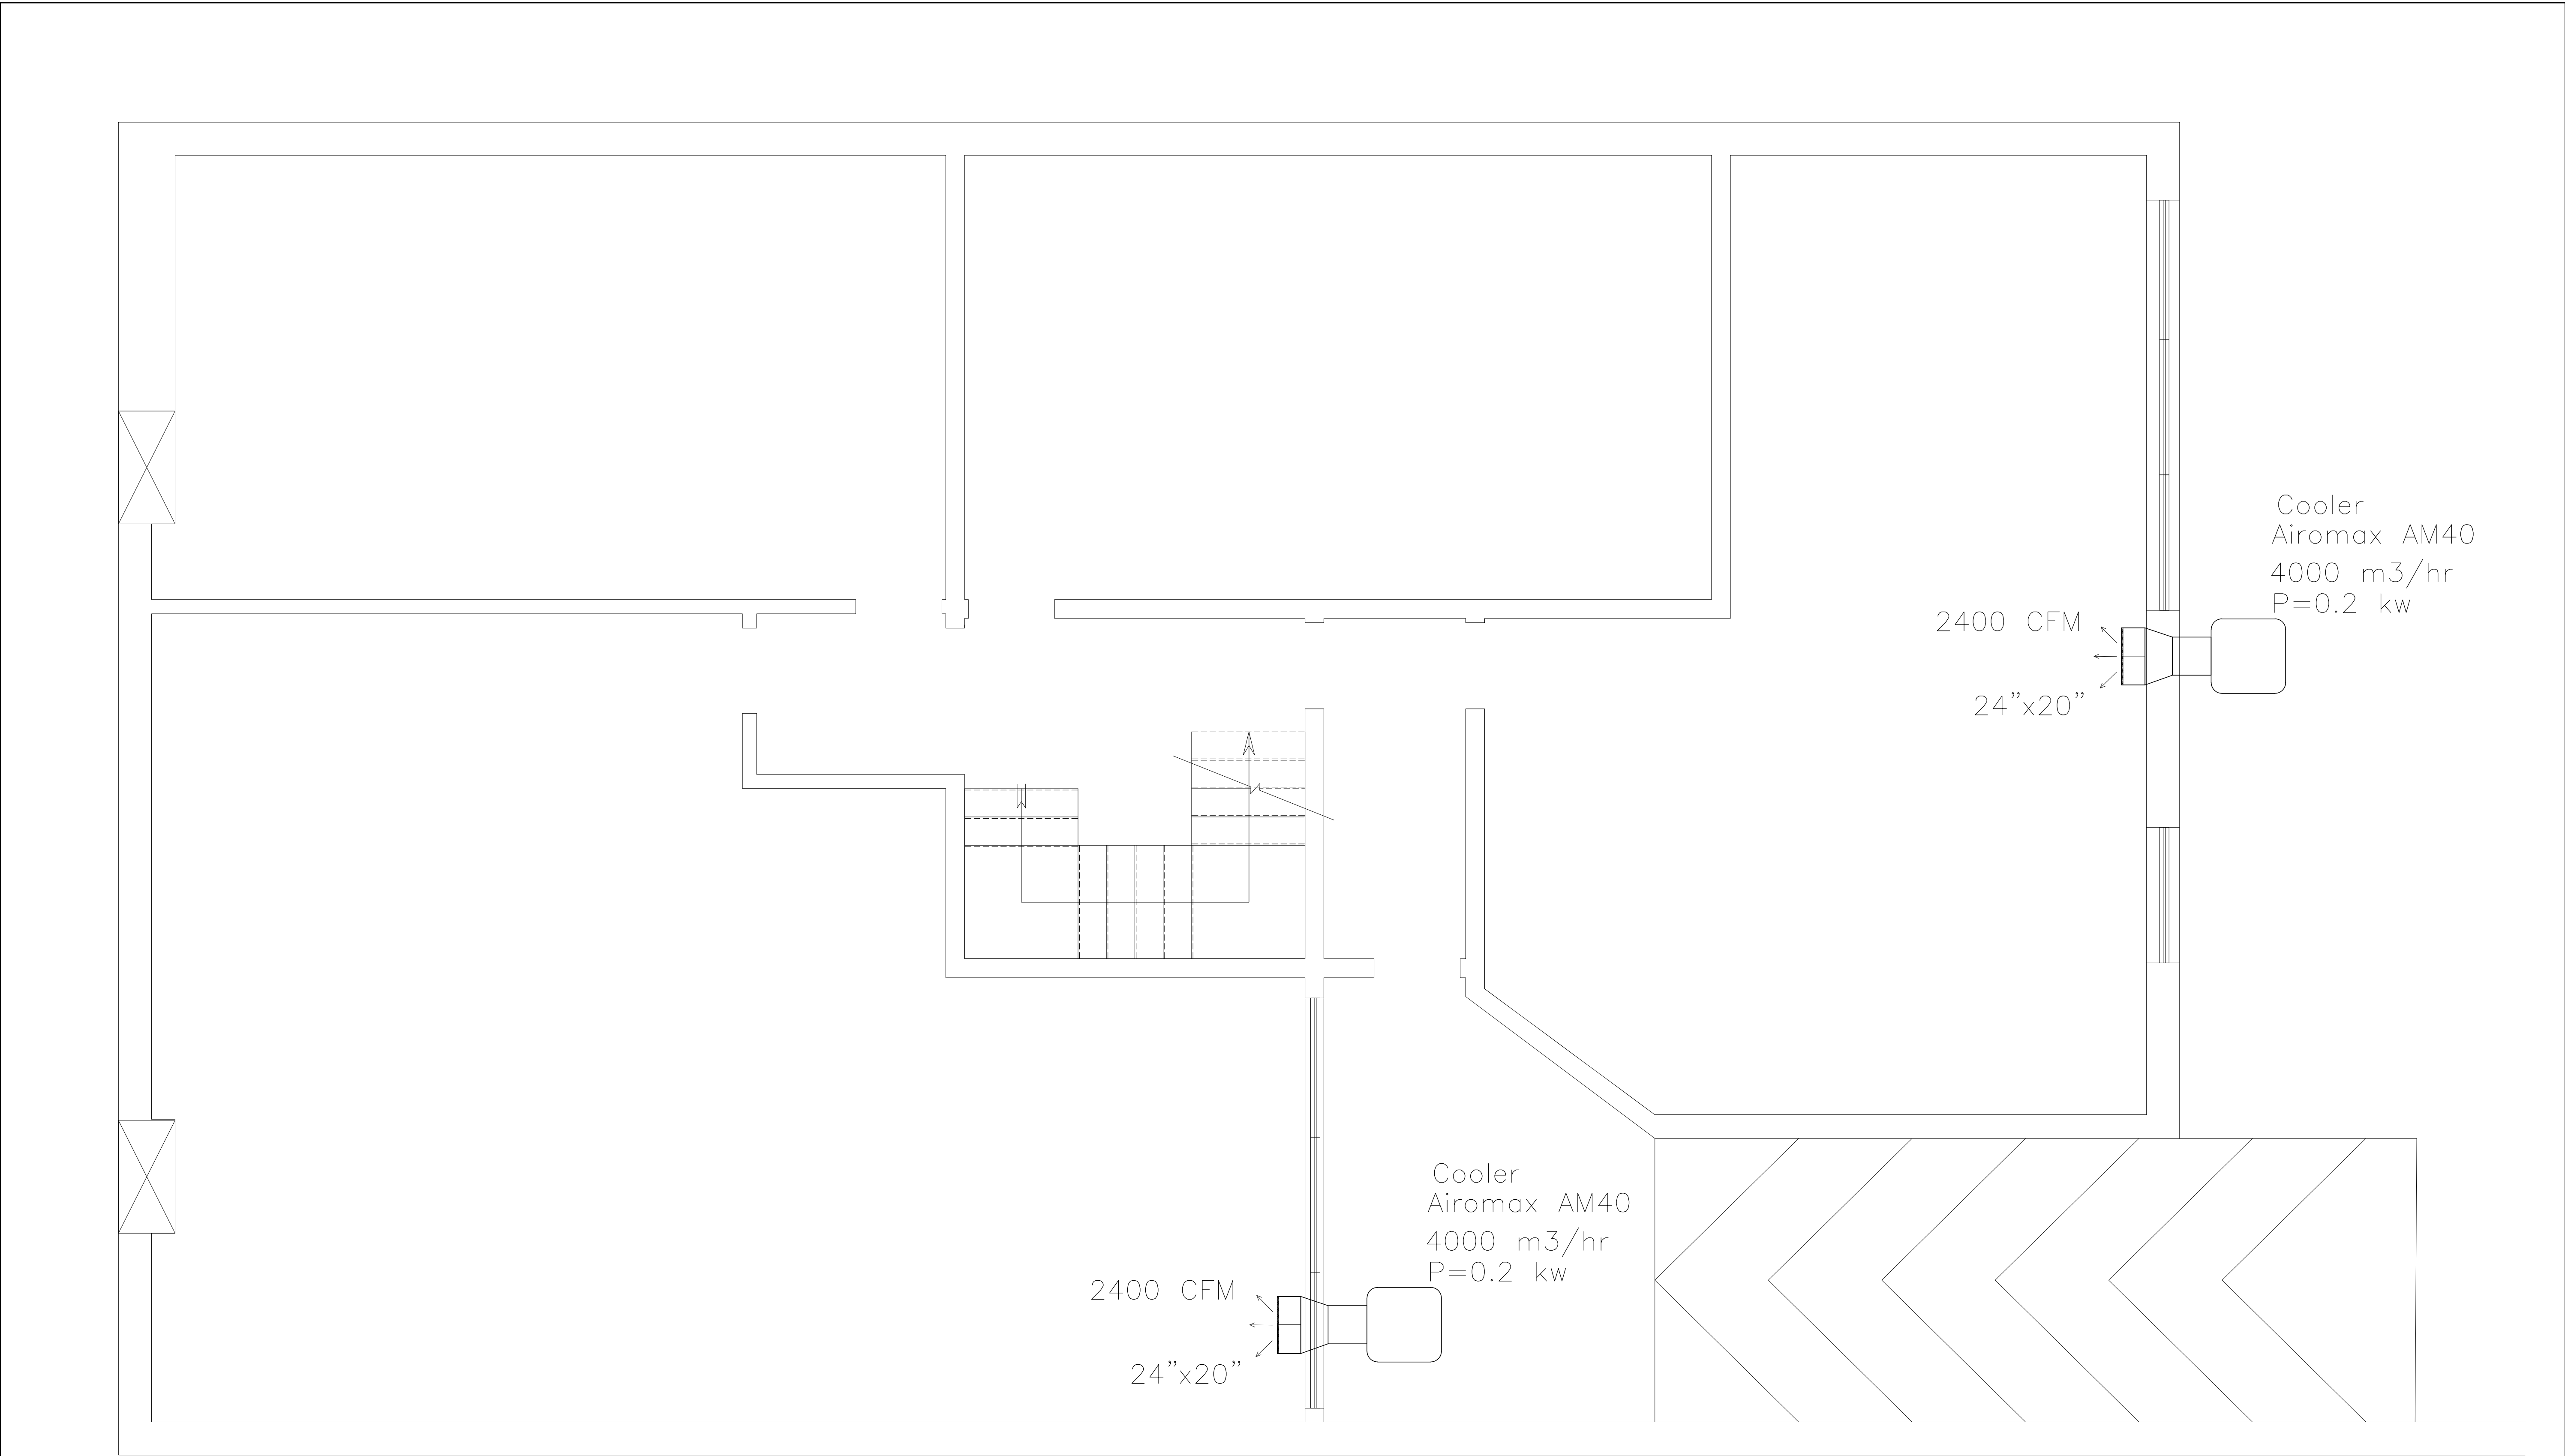 Cooler
Airomax AM40
4000 m3/hr
P=0.2 kw
2400 CFM
24”x20”
Cooler
Airomax AM40
4000 m3/hr
P=0.2 kw
2400 CFM
24”x20”